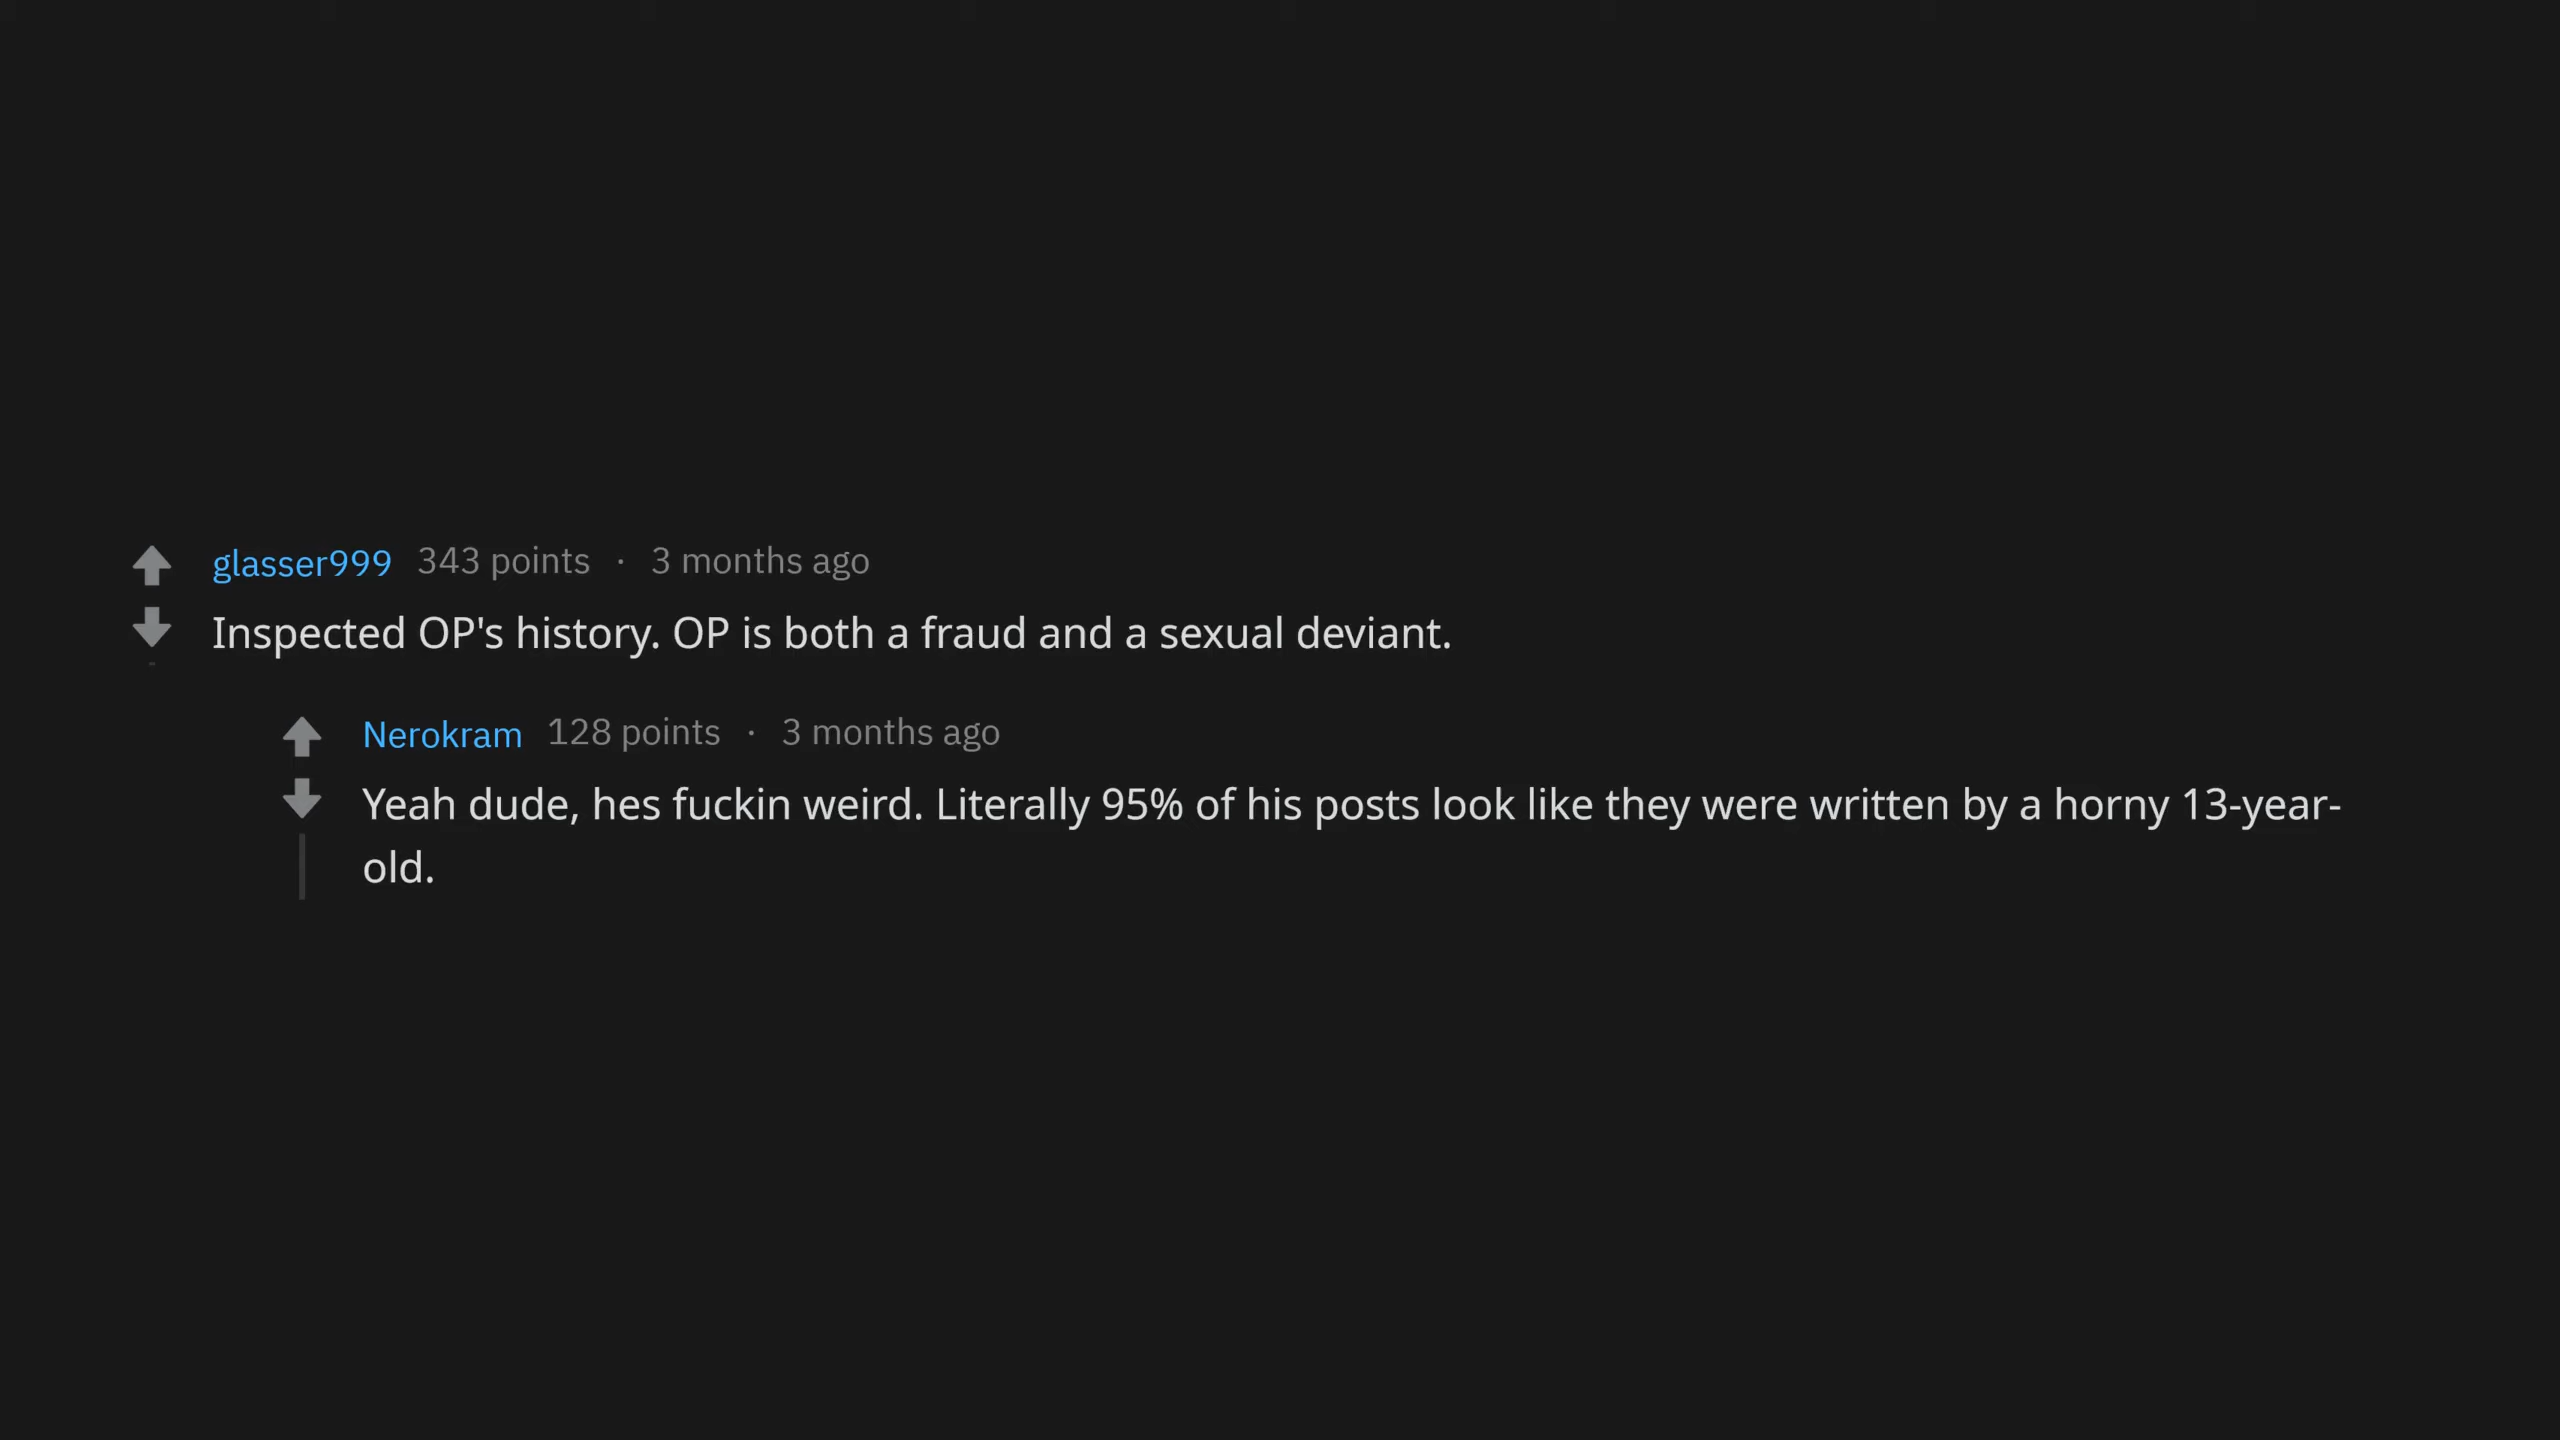 glasser999 343 points · 3 months ago
Inspected OP's history. OP is both a fraud and a sexual deviant.
Nerokram 128 points · 3 months ago
Yeah dude, hes fuckin weird. Literally 95% of his posts look like they were written by a horny 13-year-
old.